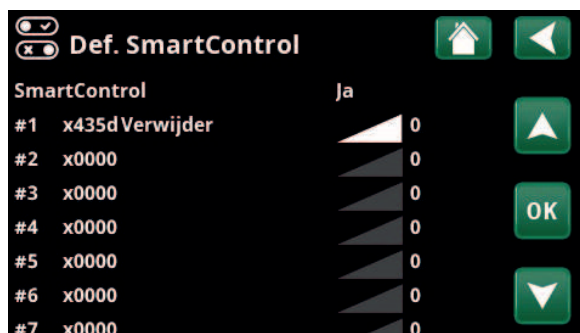 Def. SmartControl
SmartControl Ja
#1 x435d Verwijder 0
#2 x0000 0
#3 x0000 0
#4 x0000 0
OK
#5 x0000 0
#6 x0000 0
#7 x0000 0